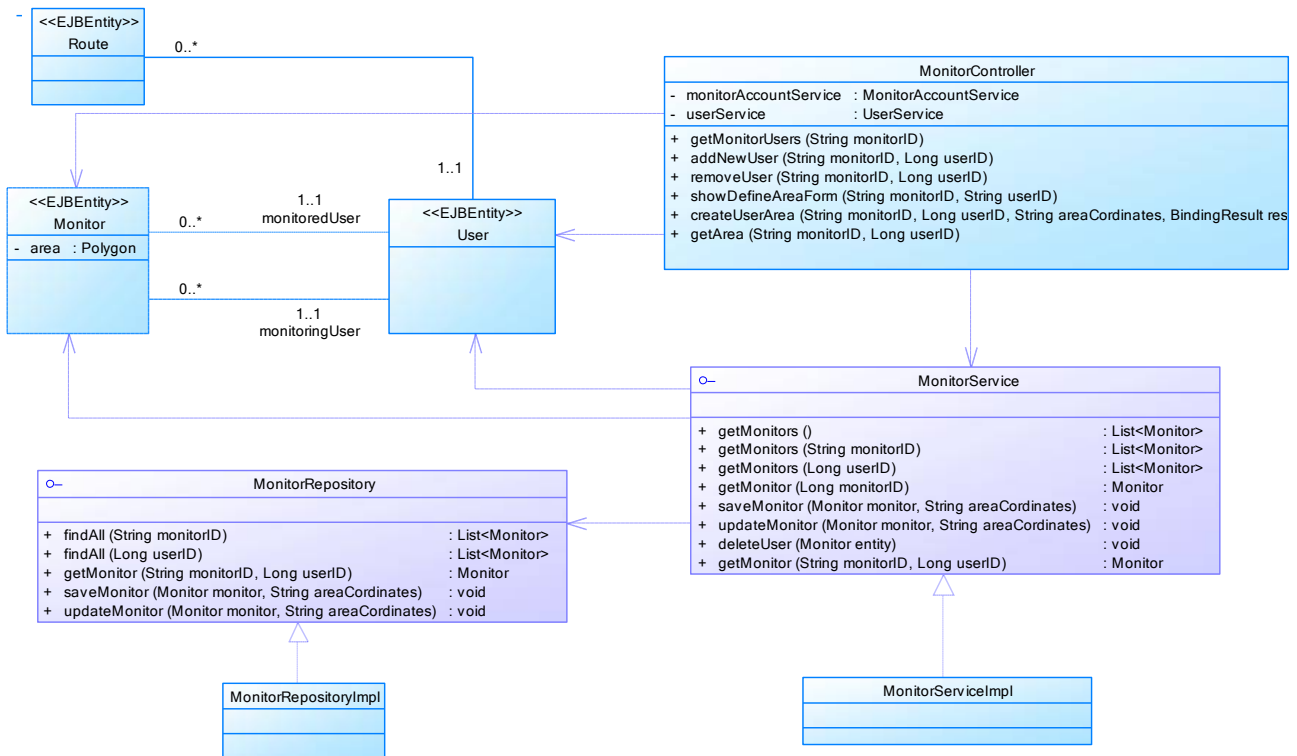 <<EJBEntity>>
Route
0..*
1..1
<<EJBEntity>>
Monitor
- area : Polygon
0..*
1..1
monitoredUser
0..*
1..1
monitoringUser
<<EJBEntity>>
User
MonitorController
- monitorAccountService : MonitorAccountService
- userService : UserService
+ getMonitorUsers (String monitorID)
+ addNewUser (String monitorID, Long userID)
+ removeUser (String monitorID, Long userID)
+ showDefineAreaForm (String monitorID, String userID)
+ createUserArea (String monitorID, Long userID, String areaCordinates, BindingResult res
+ getArea (String monitorID, Long userID)
MonitorService
+ getMonitors () : List<Monitor>
+ getMonitors (String monitorID) : List<Monitor>
+ getMonitors (Long userID) : List<Monitor>
+ getMonitor (Long monitorID) : Monitor
+ saveMonitor (Monitor monitor, String areaCordinates) : void
+ updateMonitor (Monitor monitor, String areaCordinates) : void
+ deleteUser (Monitor entity) : void
+ getMonitor (String monitorID, Long userID) : Monitor
MonitorRepository
+ findAll (String monitorID) : List<Monitor>
+ findAll (Long userID) : List<Monitor>
+ getMonitor (String monitorID, Long userID) : Monitor
+ saveMonitor (Monitor monitor, String areaCordinates) : void
+ updateMonitor (Monitor monitor, String areaCordinates) : void
MonitorRepositoryImpl
MonitorServiceImpl